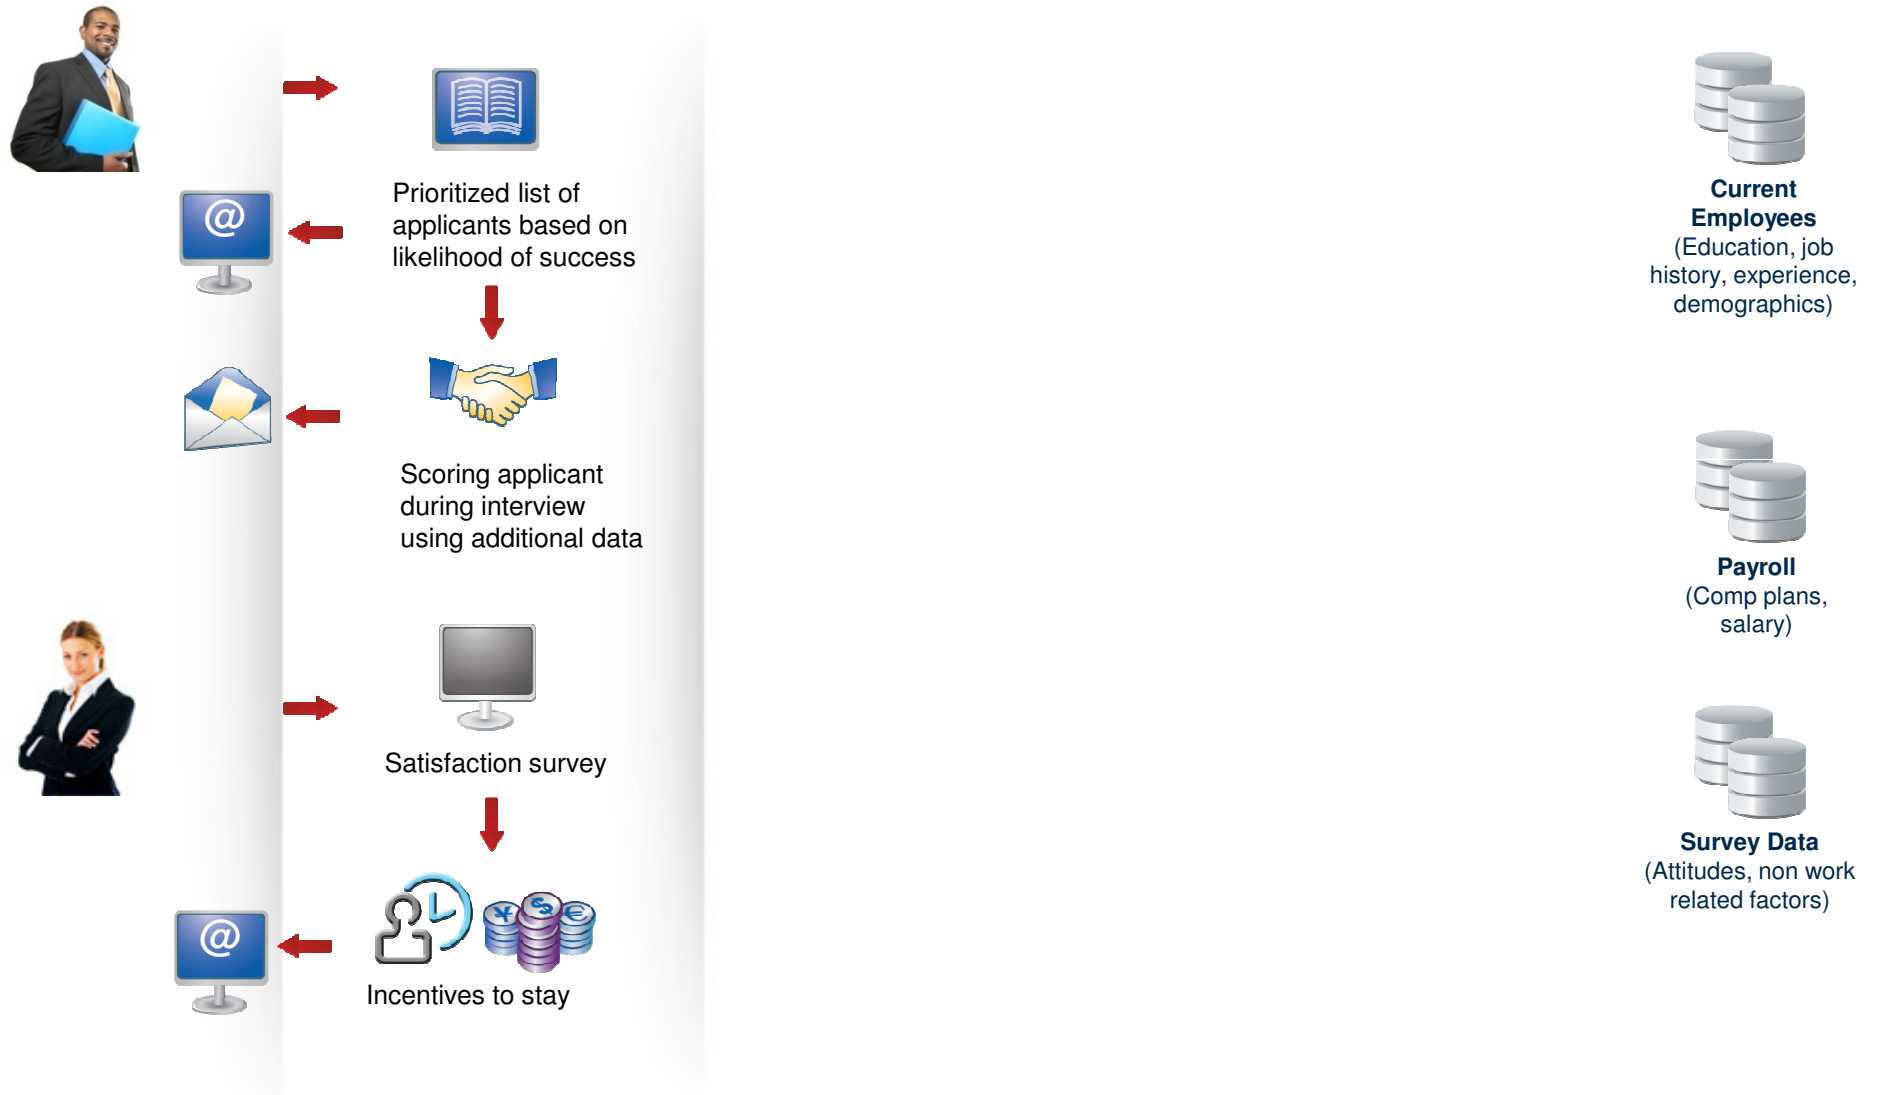 @
Prioritized list of
applicants based on
likelihood of success
Scoring applicant
during interview
using additional data
Satisfaction survey
@
¥ $ €
Incentives to stay
Current
Employees
(Education, job
history, experience,
demographics)
Payroll
(Comp plans,
salary)
Survey Data
(Attitudes, non work
related factors)